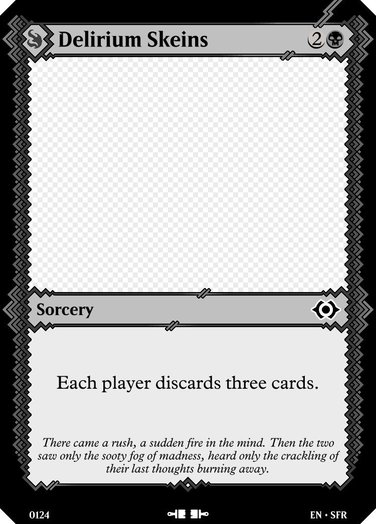 Delirium Skeins 2
Sorcery
Each player discards three cards.
There came a rush, a sudden fire in the mind. Then the two
saw only the sooty fog of madness, heard only the crackling of
their last thoughts burning away.
0124 EN • SFR